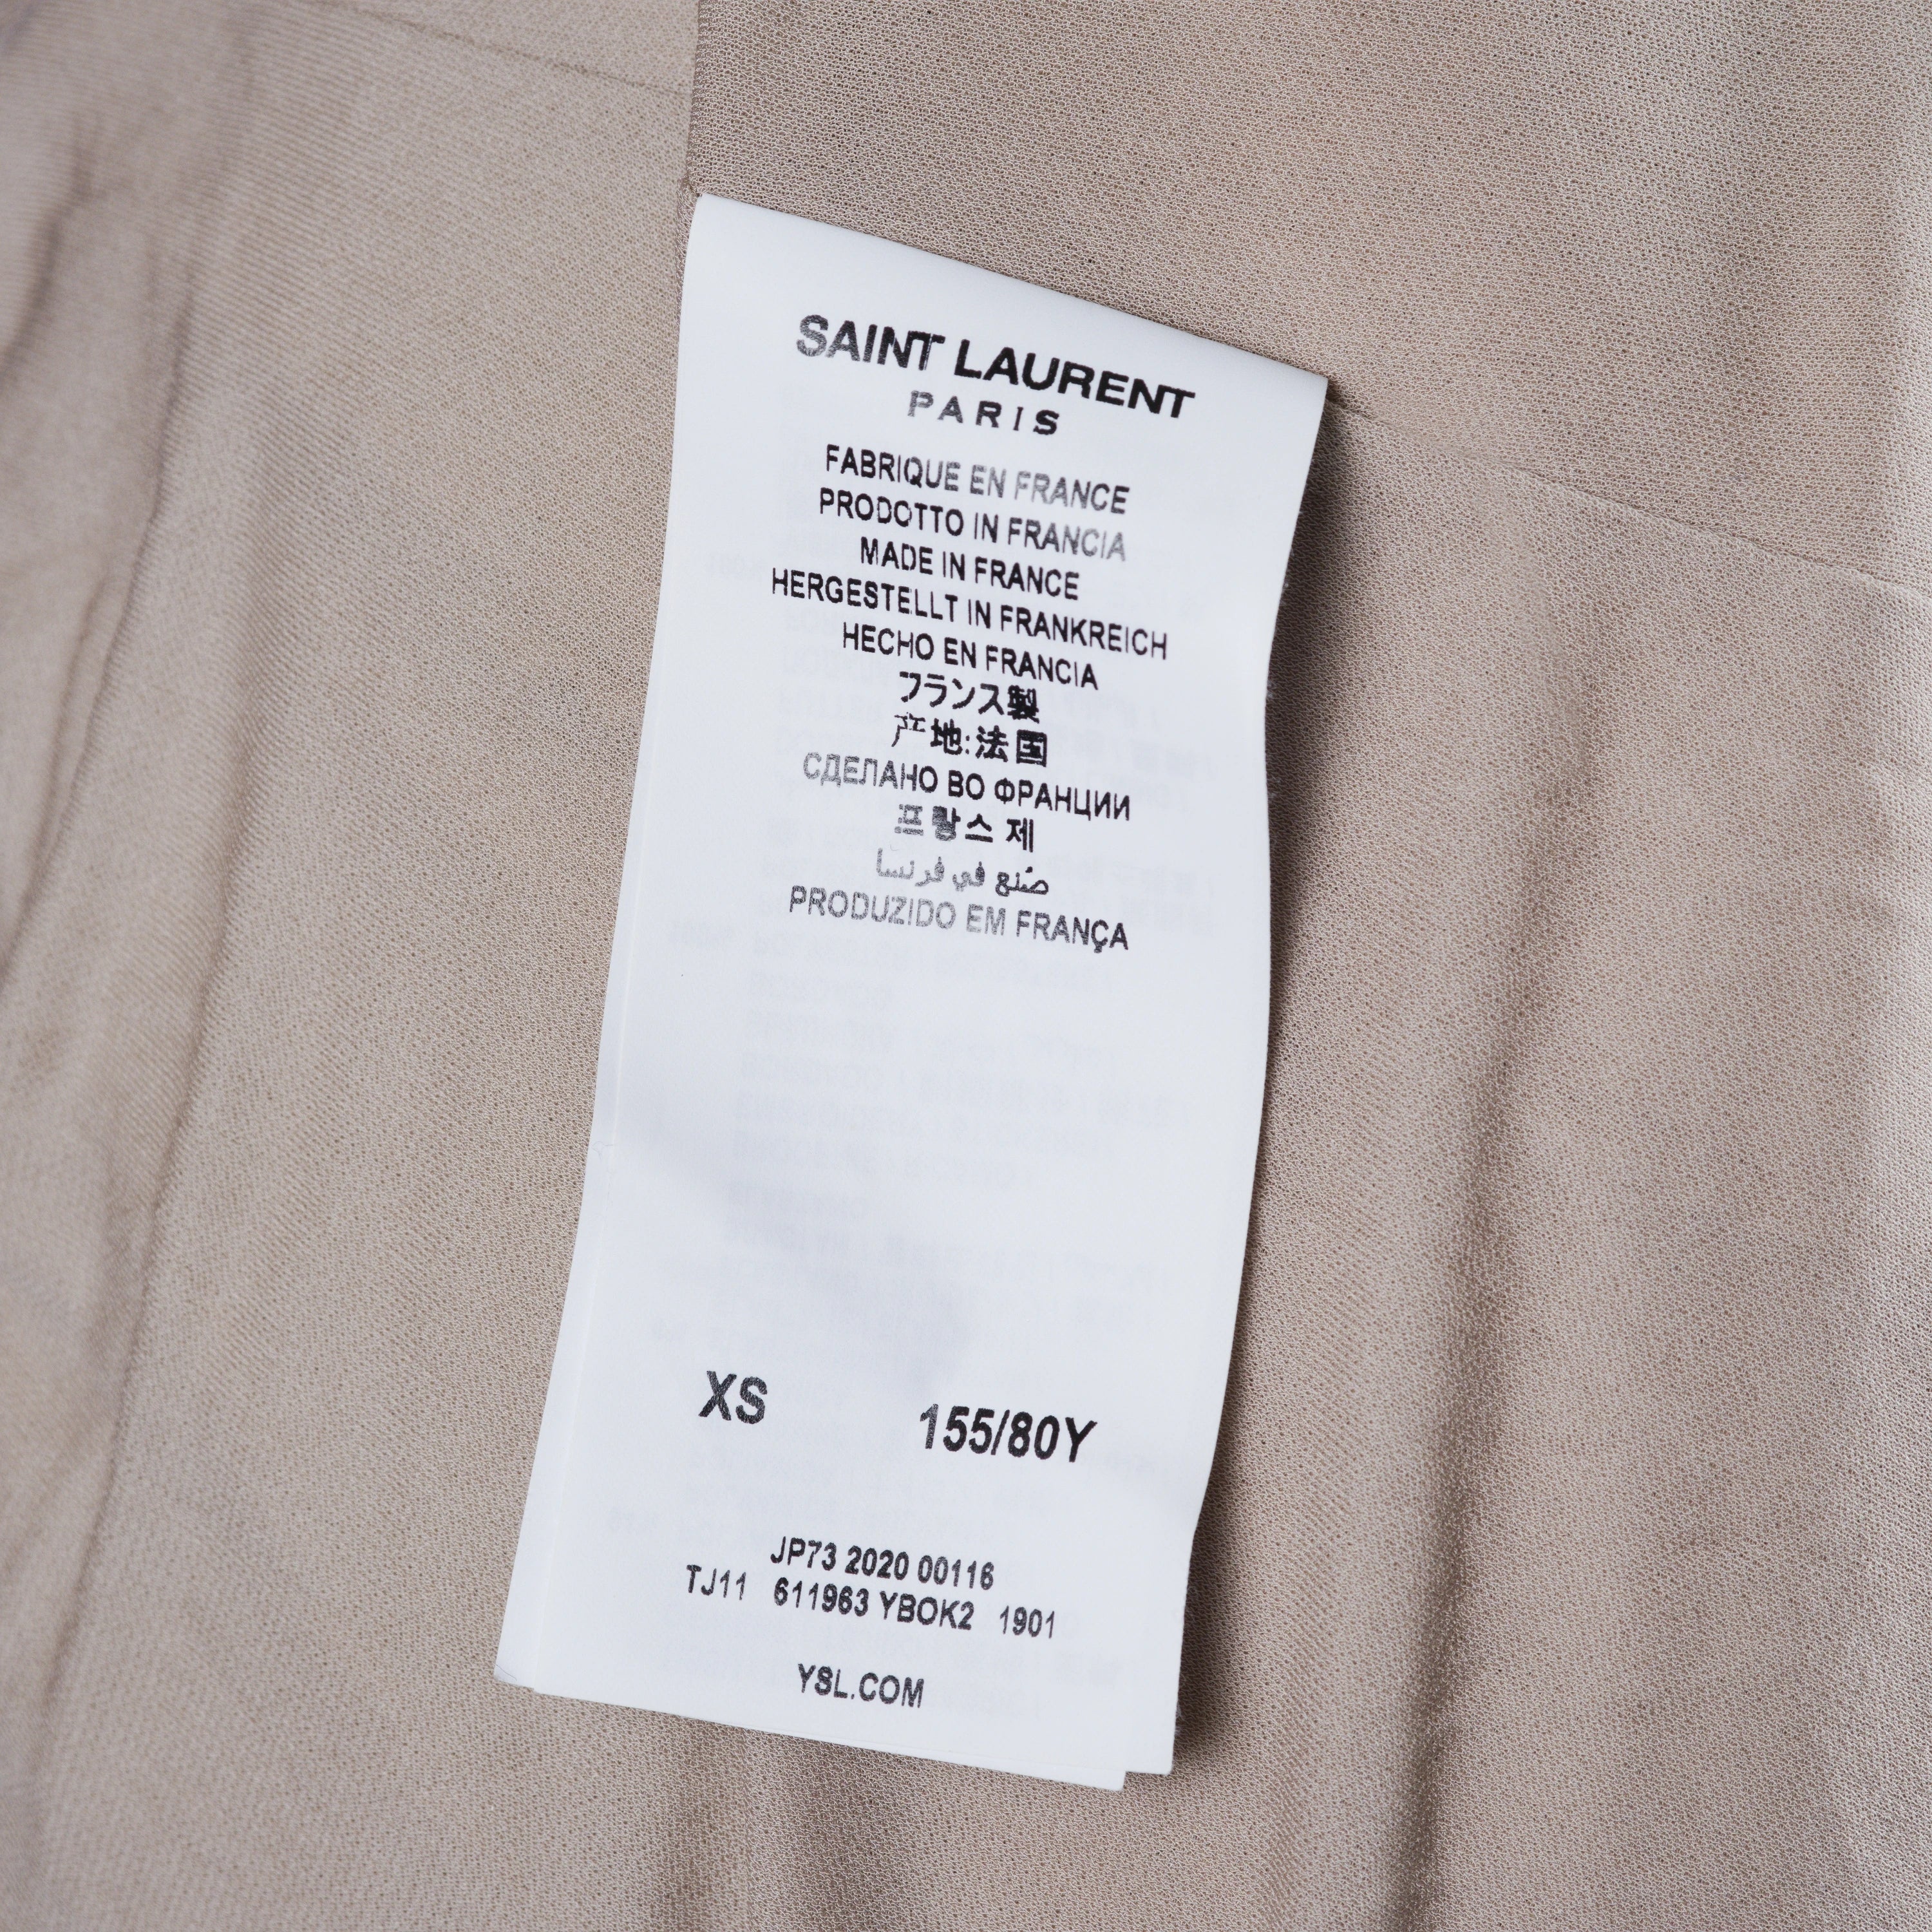 SAINT LAURENT
PARIS
FABRIQUE EN FRANCE
PRODOTTO IN FRANCIA
MADE IN FRANCE
HERGESTELLT IN FRANKREICH
HECHO EN FRANCIA
フランス製
产地:法国
СДЕЛАНО ВО ФРАНЦИИ
프랑스 제
صُنع في فرنسا
PRODUZIDO EM FRANÇA
XS 155/80Y
JP73 2020 00116
TJ11 611963 YBOK2 1901
YSL.COM